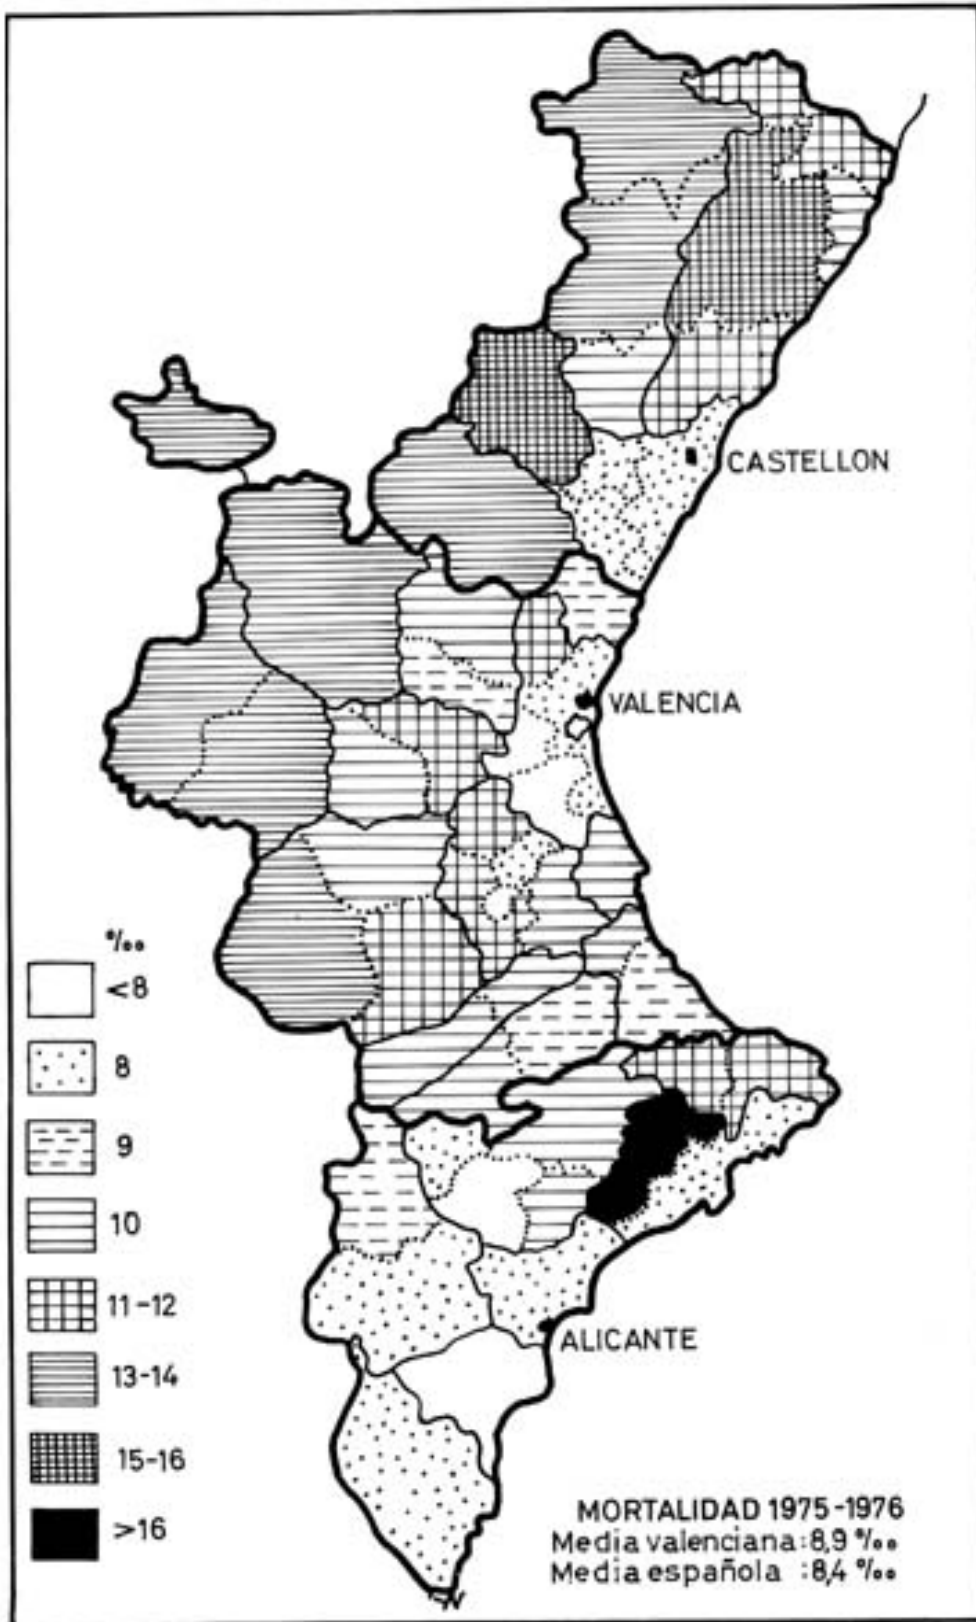 CASTELLON
VALENCIA
ALICANTE
‰
<8
8
9
10
11-12
13-14
15-16
>16
MORTALIDAD 1975-1976
Media valenciana: 8,9 ‰
Media española : 8,4 ‰